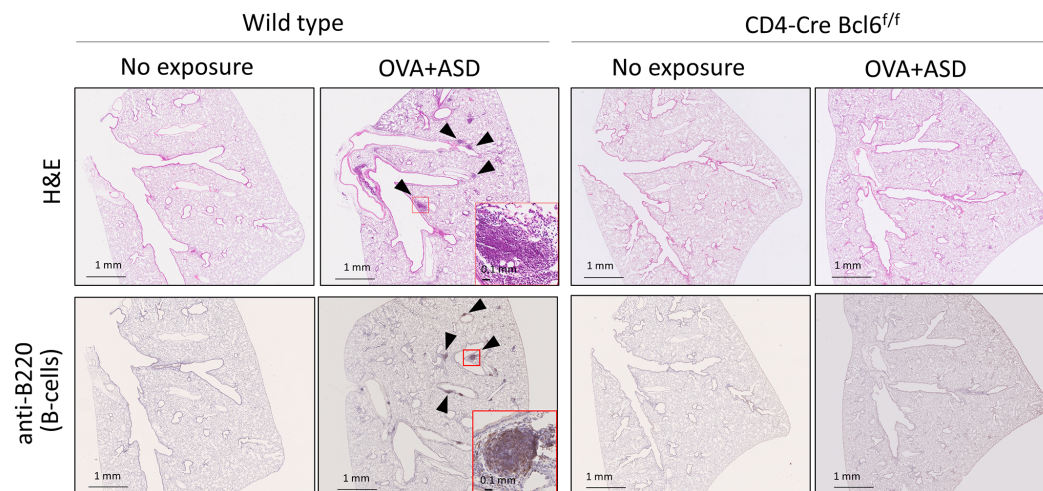 Wild type
CD4-Cre Bcl6f/f
No exposure
OVA+ASD
No exposure
OVA+ASD
H&E
1 mm
1 mm
0.1 mm
1 mm
1 mm
anti-B220
(B-cells)
1 mm
1 mm
0.1 mm
1 mm
1 mm